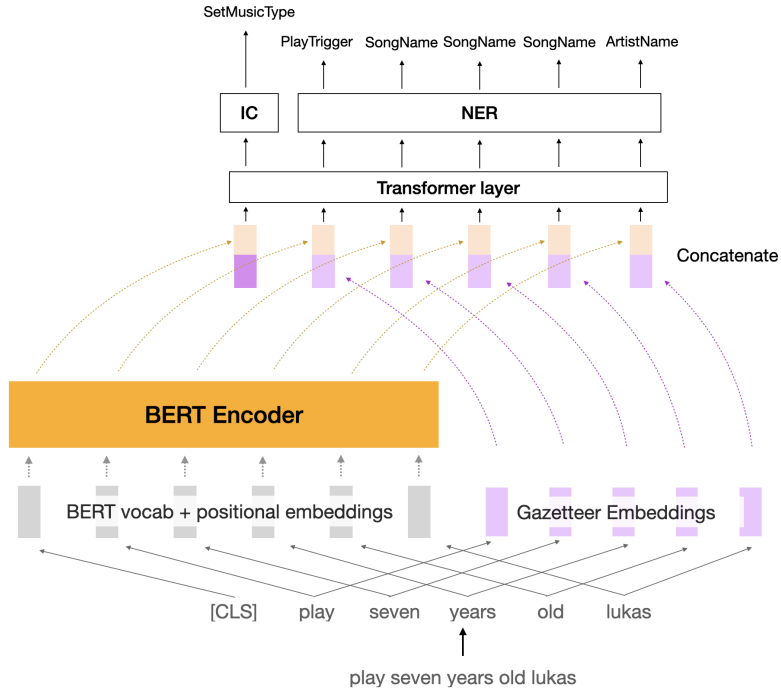 SetMusicType
PlayTrigger SongName SongName SongName ArtistName
IC NER
Transformer layer
Concatenate
BERT Encoder
BERT vocab + positional embeddings Gazetteer Embeddings
[CLS] play seven years old lukas
play seven years old lukas